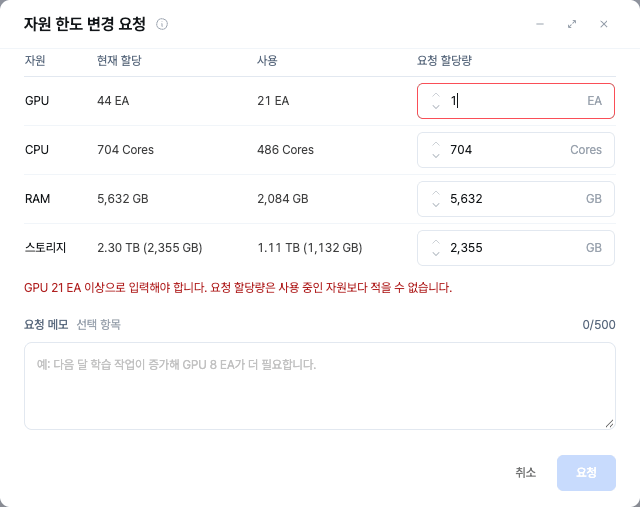 자원 한도 변경 요청
자원 현재 할당 사용 요청 할당량
GPU 44 EA 21 EA 1 EA
CPU 704 Cores 486 Cores 704 Cores
RAM 5,632 GB 2,084 GB 5,632 GB
스토리지 2.30 TB (2,355 GB) 1.11 TB (1,132 GB) 2,355 GB
GPU 21 EA 이상으로 입력해야 합니다. 요청 할당량은 사용 중인 자원보다 적을 수 없습니다.
요청 메모 선택 항목 0/500
예: 다음 달 학습 작업이 증가해 GPU 8 EA가 더 필요합니다.
취소 요청